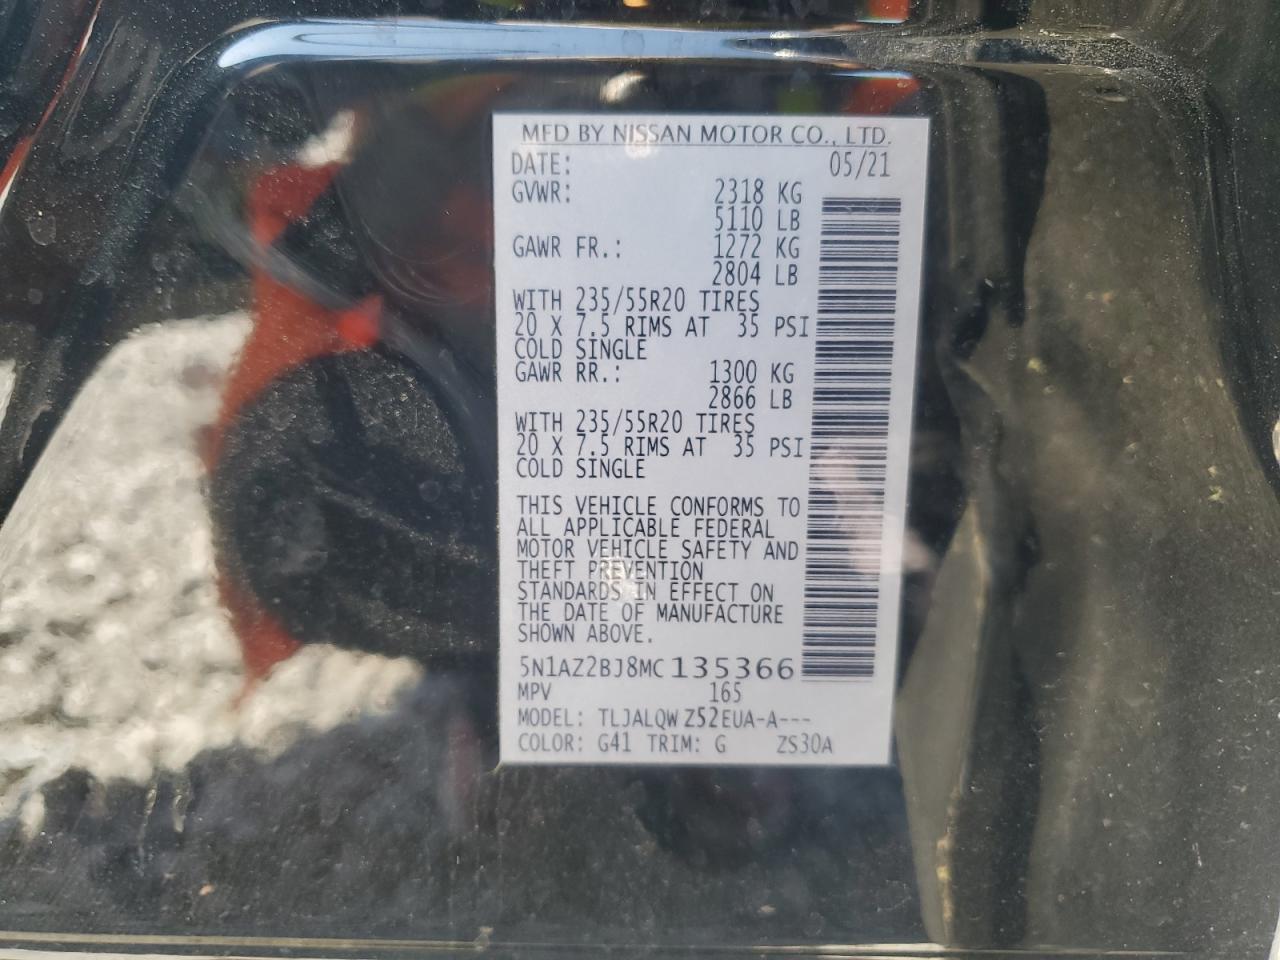 MFD BY NISSAN MOTOR CO., LTD.
DATE: 05/21
GVWR: 2318 KG
5110 LB
GAWR FR.: 1272 KG
2804 LB
WITH 235/55R20 TIRES
20 X 7.5 RIMS AT 35 PSI
COLD SINGLE
GAWR RR.: 1300 KG
2866 LB
WITH 235/55R20 TIRES
20 X 7.5 RIMS AT 35 PSI
COLD SINGLE
THIS VEHICLE CONFORMS TO
ALL APPLICABLE FEDERAL
MOTOR VEHICLE SAFETY AND
THEFT PREVENTION
STANDARDS IN EFFECT ON
THE DATE OF MANUFACTURE
SHOWN ABOVE.
5N1AZ2BJ8MC135366
MPV 165
MODEL: TLJALQWZ52EUA-A---
COLOR: G41 TRIM: G ZS30A